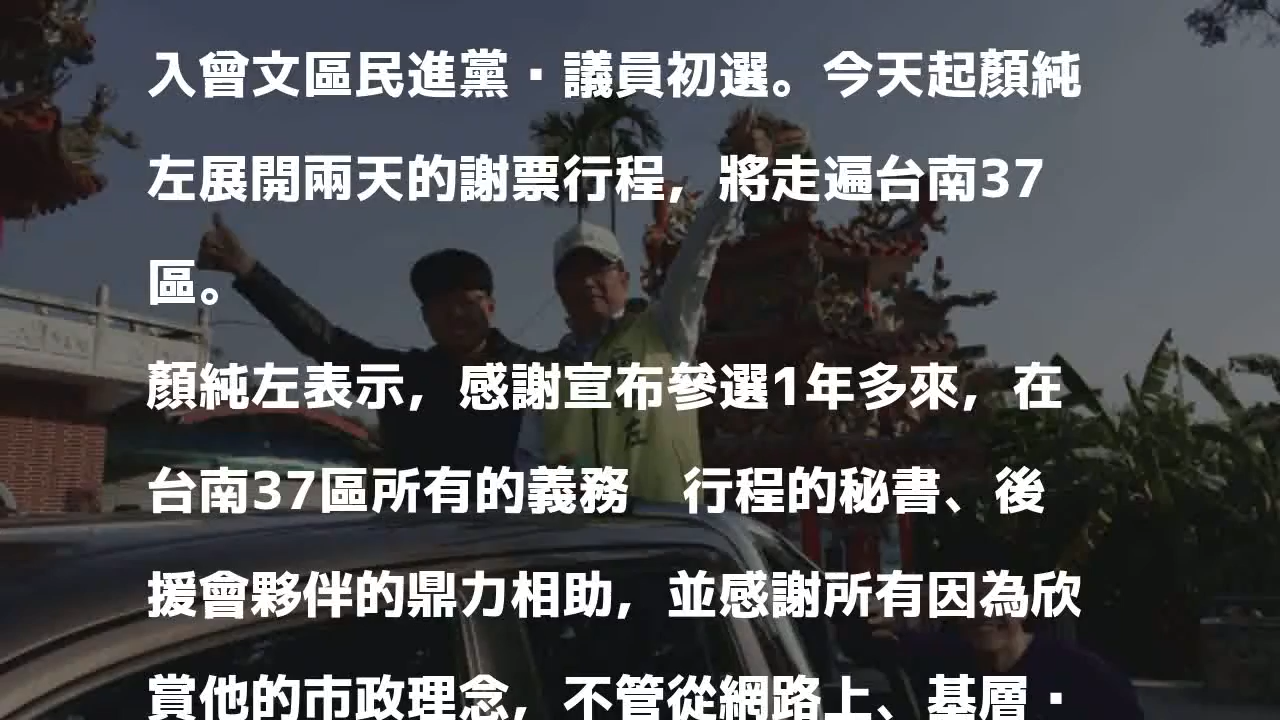 入曾文區民進黨·議員初選。今天起顏純
左展開兩天的謝票行程，將走遍台南37
區。
顏純左表示，感謝宣布參選1年多來，在
台南37區所有的義務　行程的秘書、後
援會夥伴的鼎力相助，並感謝所有因為欣
賞他的市政理念，不管從網路上、基層·
左